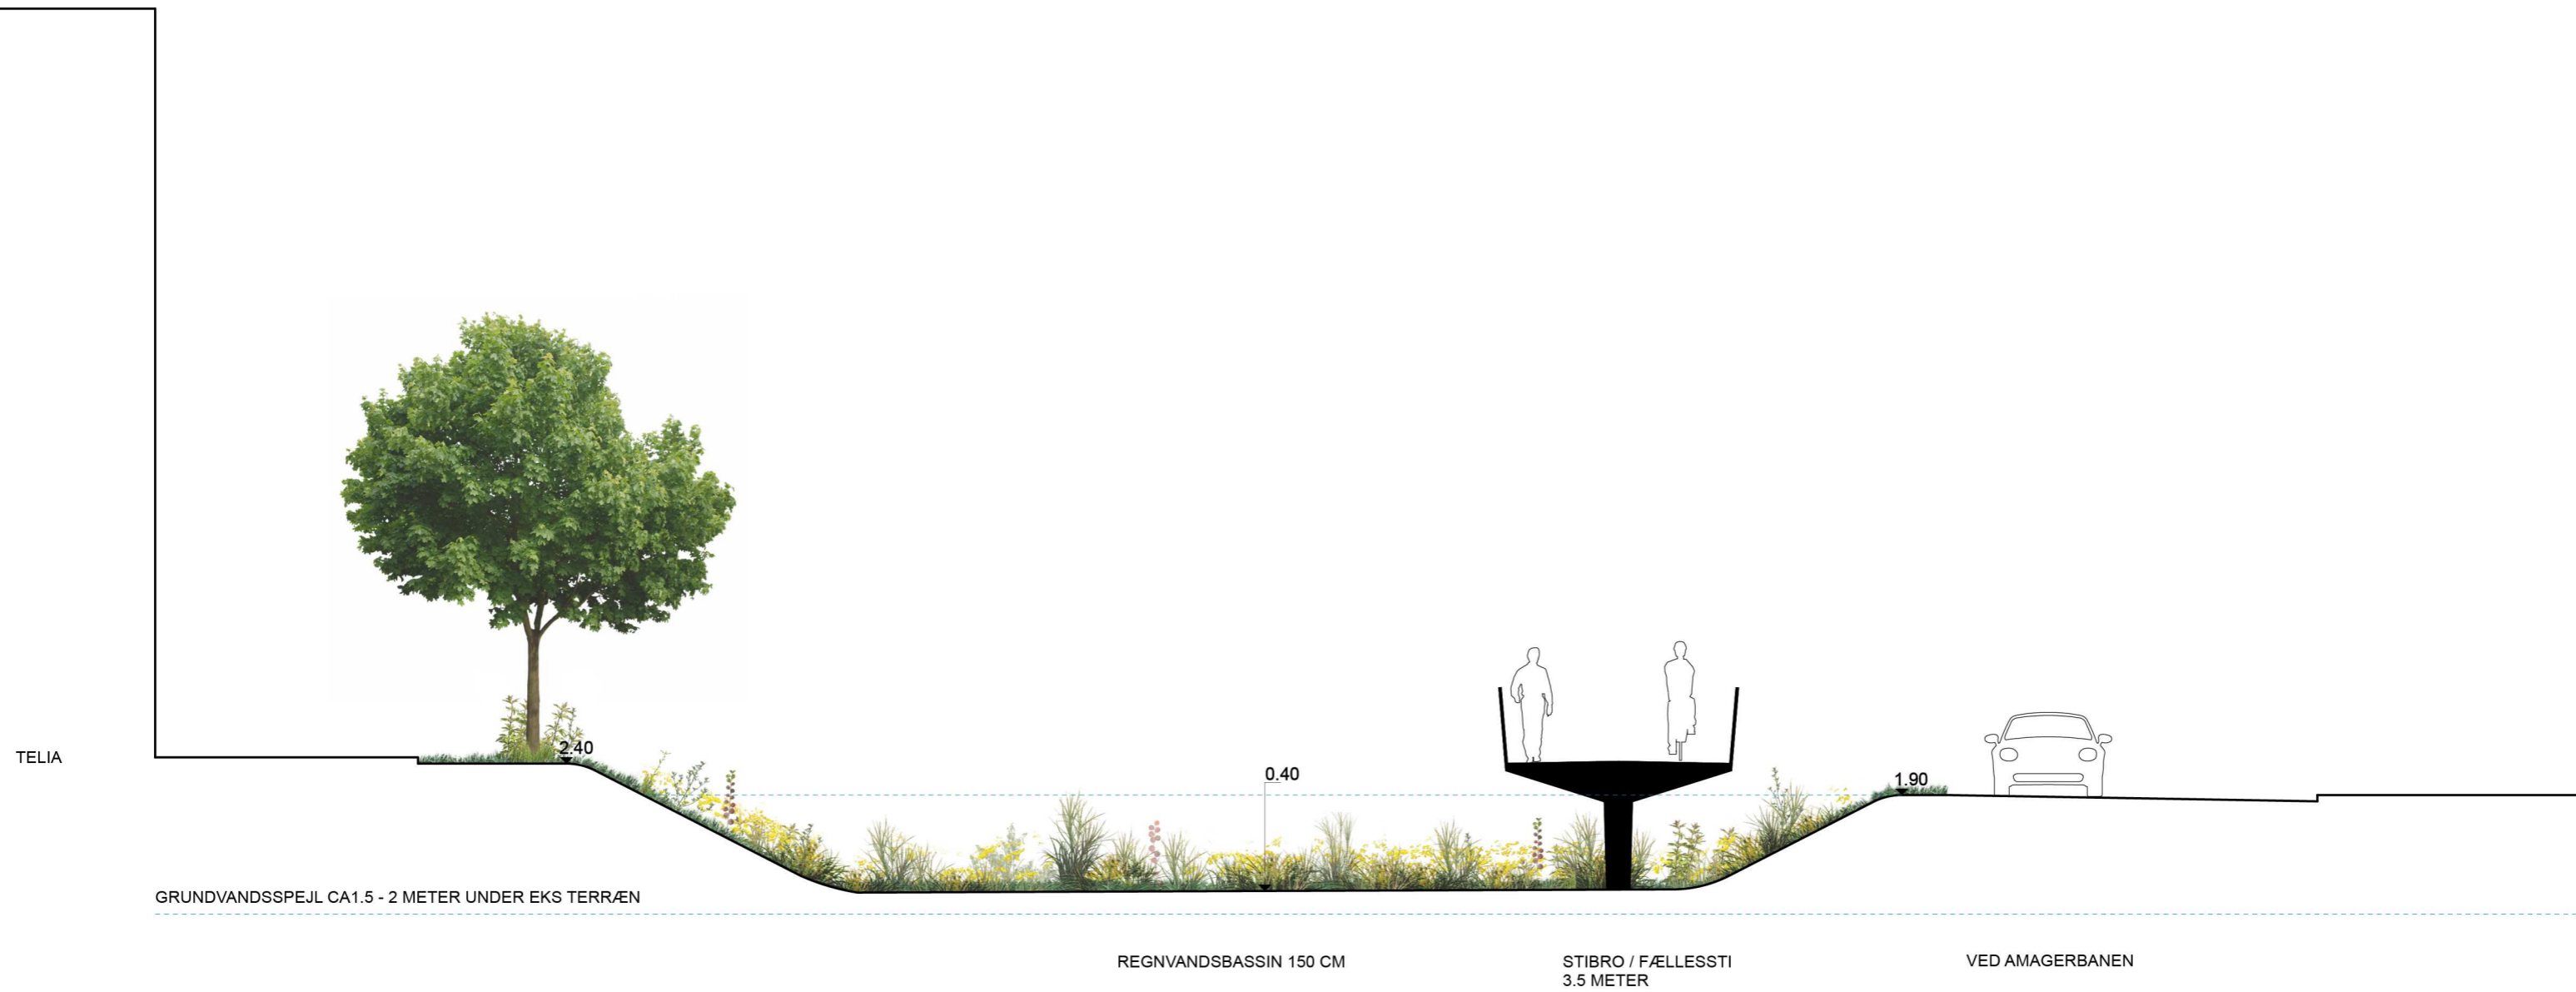 2.40
TELIA
0.40
1.90
GRUNDVANDSSPEJL CA1.5 - 2 METER UNDER EKS TERRÆN
REGNVANDSBASSIN 150 CM
STIBRO / FÆLLESSTI
3.5 METER
VED AMAGERBANEN